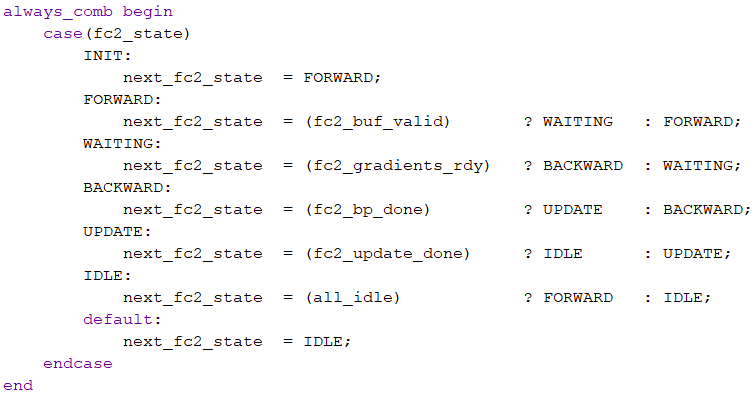 always_comb begin
    case(fc2_state)
        INIT:
            next_fc2_state  = FORWARD;
        FORWARD:
            next_fc2_state  = (fc2_buf_valid)       ? WAITING   : FORWARD;
        WAITING:
            next_fc2_state  = (fc2_gradients_rdy)   ? BACKWARD  : WAITING;
        BACKWARD:
            next_fc2_state  = (fc2_bp_done)         ? UPDATE    : BACKWARD;
        UPDATE:
            next_fc2_state  = (fc2_update_done)     ? IDLE      : UPDATE;
        IDLE:
            next_fc2_state  = (all_idle)            ? FORWARD   : IDLE;
        default:
            next_fc2_state  = IDLE;
    endcase
end